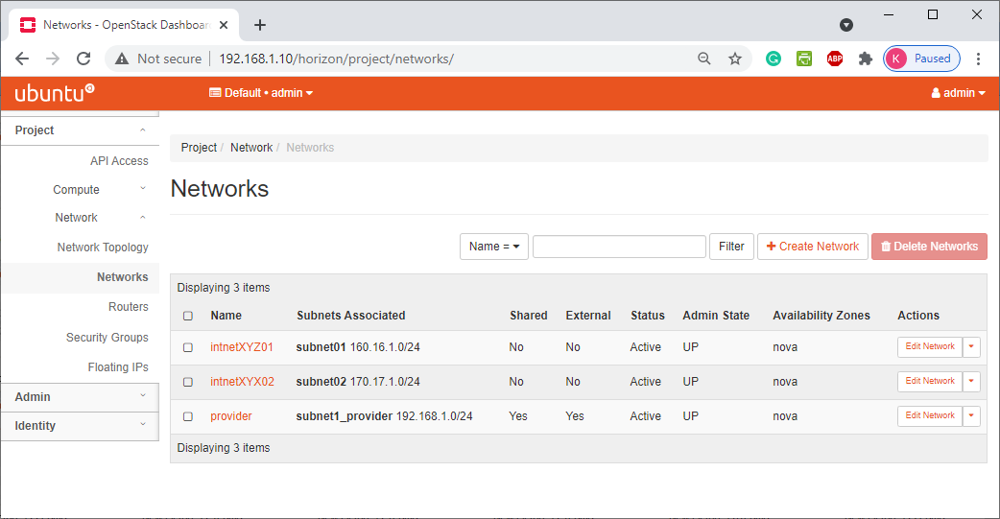 Networks - OpenStack Dashboard
Not secure 192.168.1.10/horizon/project/networks/ ABP K Paused
ubuntu Default • admin admin
Project
API Access
Compute
Network
Network Topology
Networks
Routers
Security Groups
Floating IPs
Admin
Identity
Project / Network / Networks
Networks
Name = Filter + Create Network Delete Networks
Displaying 3 items
Name Subnets Associated Shared External Status Admin State Availability Zones Actions
intnetXYZ01 subnet01 160.16.1.0/24 No No Active UP nova Edit Network
intnetXYX02 subnet02 170.17.1.0/24 No No Active UP nova Edit Network
provider subnet1_provider 192.168.1.0/24 Yes Yes Active UP nova Edit Network
Displaying 3 items